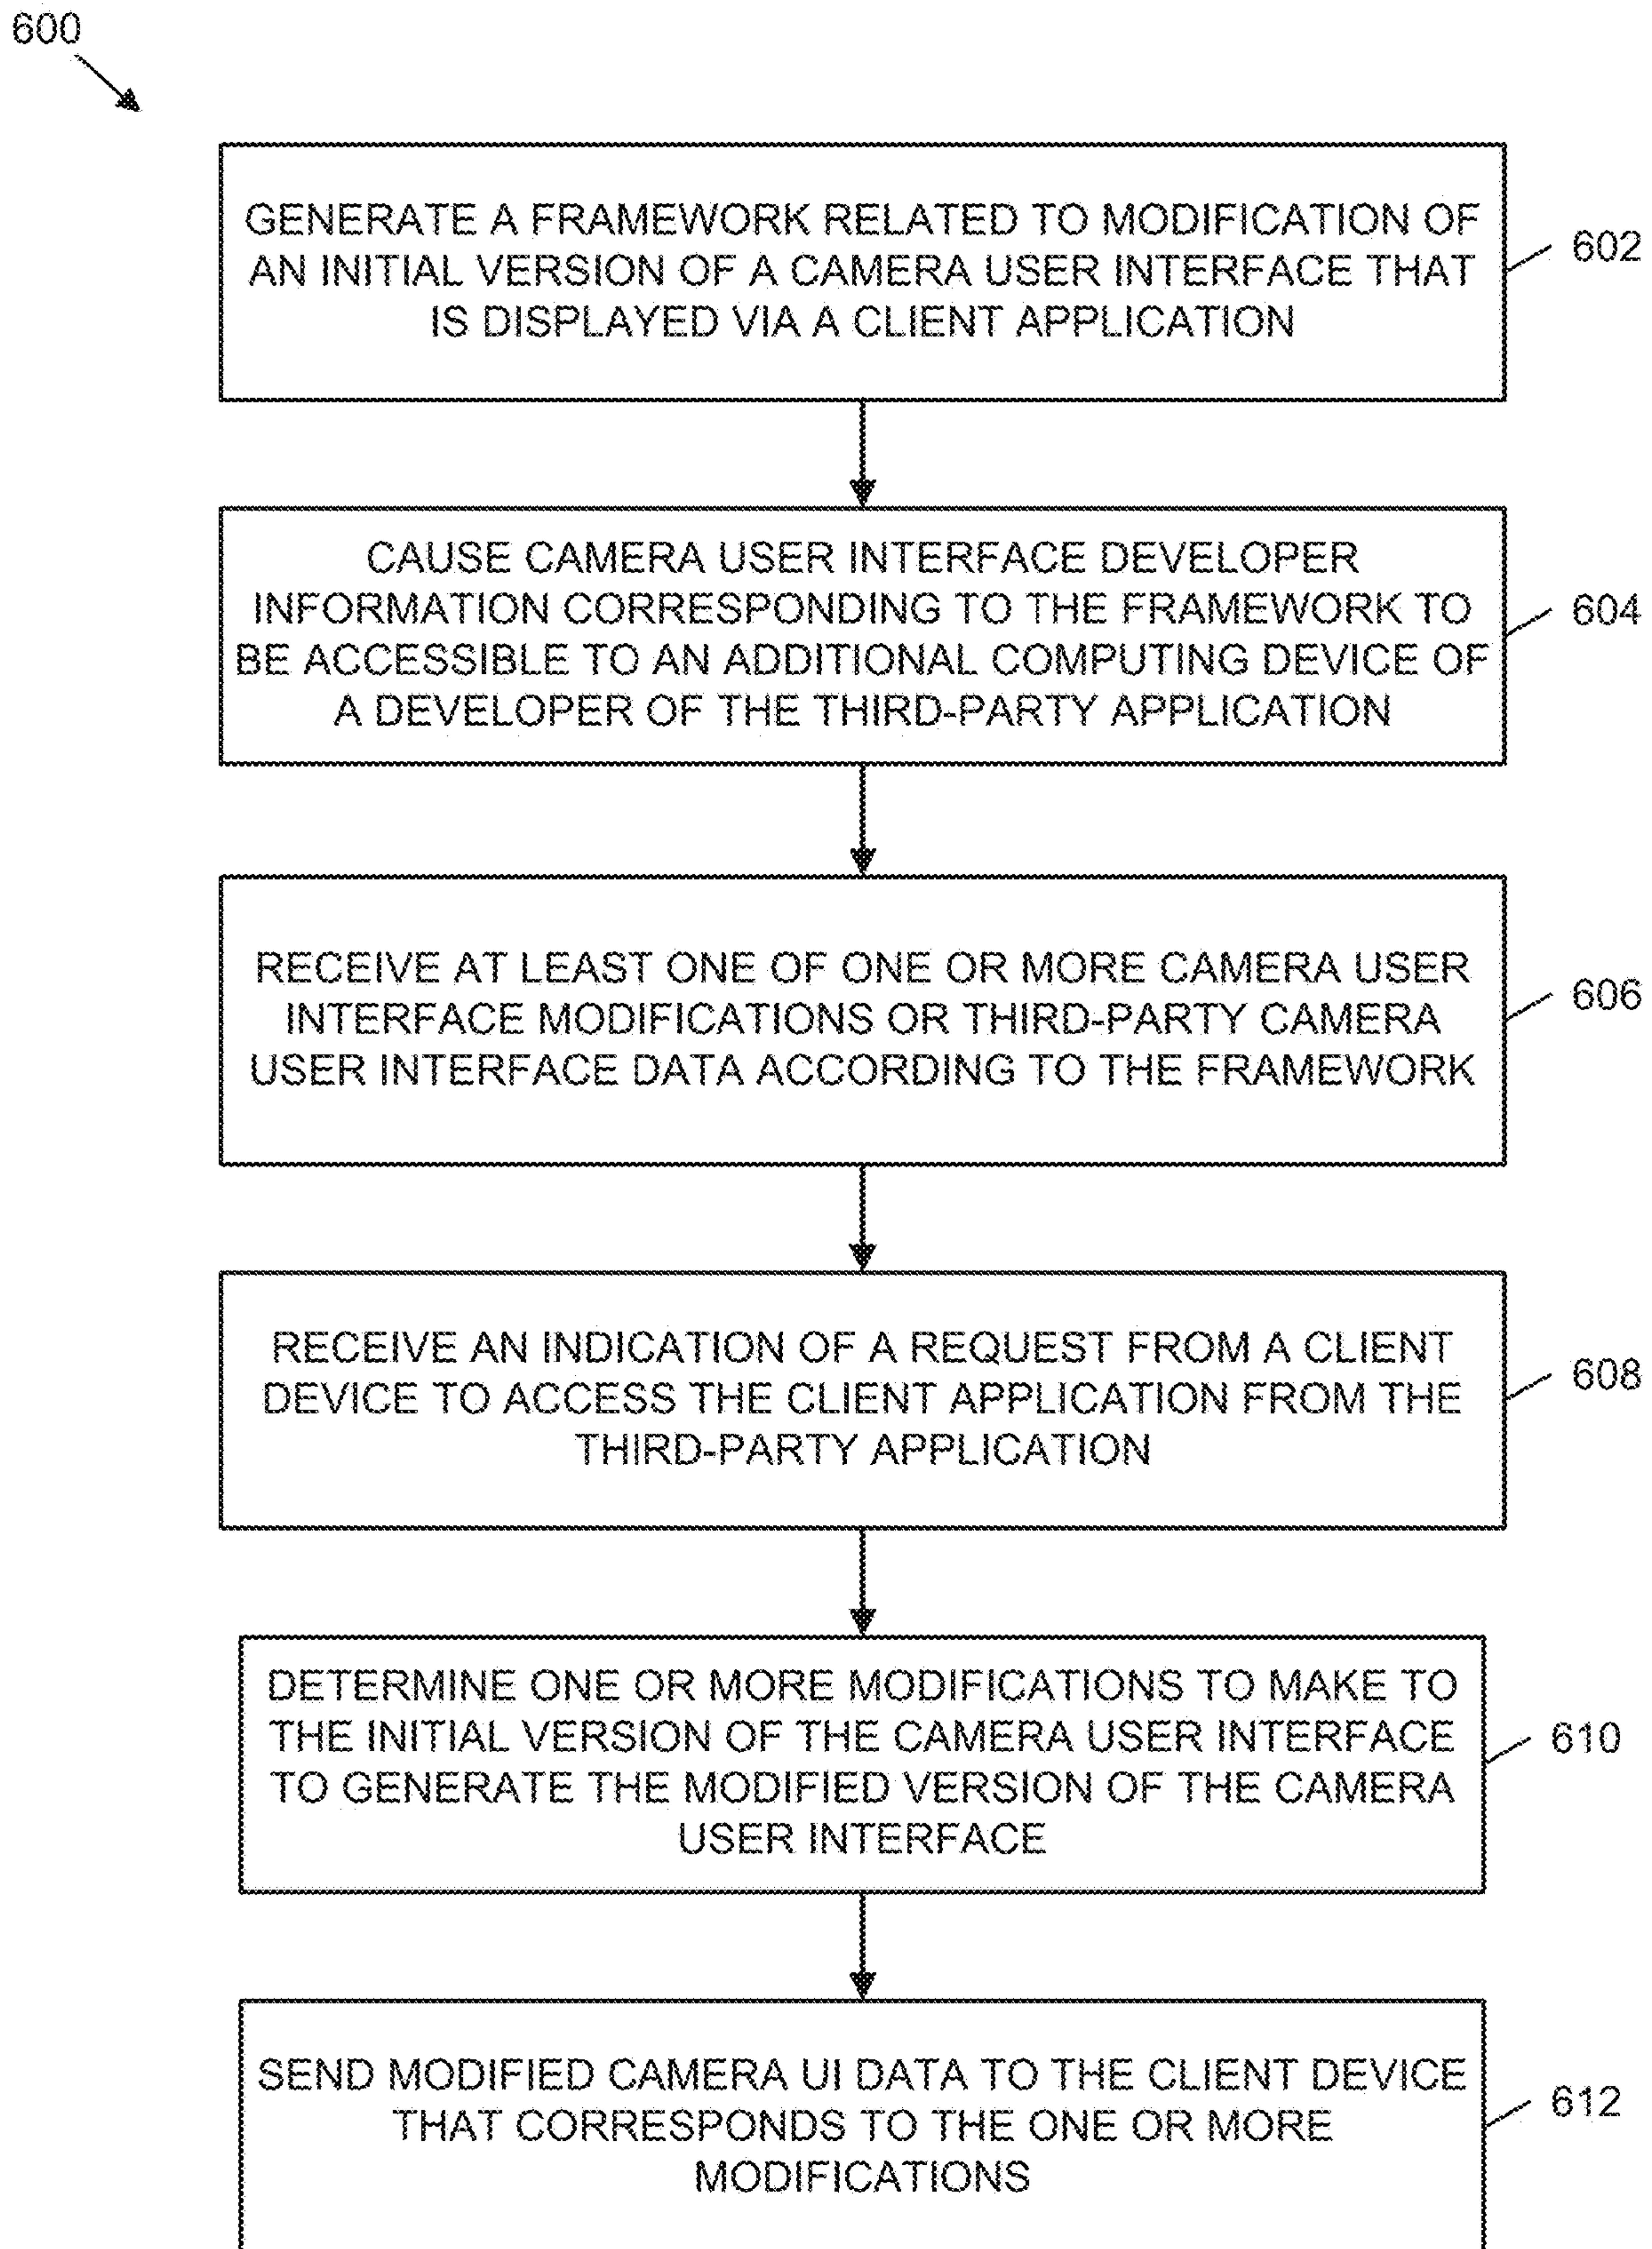 600
GENERATE A FRAMEWORK RELATED TO MODIFICATION OF
AN INITIAL VERSION OF A CAMERA USER INTERFACE THAT
IS DISPLAYED VIA A CLIENT APPLICATION
602
CAUSE CAMERA USER INTERFACE DEVELOPER
INFORMATION CORRESPONDING TO THE FRAMEWORK TO
BE ACCESSIBLE TO AN ADDITIONAL COMPUTING DEVICE OF
A DEVELOPER OF THE THIRD-PARTY APPLICATION
604
RECEIVE AT LEAST ONE OF ONE OR MORE CAMERA USER
INTERFACE MODIFICATIONS OR THIRD-PARTY CAMERA
USER INTERFACE DATA ACCORDING TO THE FRAMEWORK
606
RECEIVE AN INDICATION OF A REQUEST FROM A CLIENT
DEVICE TO ACCESS THE CLIENT APPLICATION FROM THE
THIRD-PARTY APPLICATION
608
DETERMINE ONE OR MORE MODIFICATIONS TO MAKE TO
THE INITIAL VERSION OF THE CAMERA USER INTERFACE
TO GENERATE THE MODIFIED VERSION OF THE CAMERA
USER INTERFACE
610
SEND MODIFIED CAMERA UI DATA TO THE CLIENT DEVICE
THAT CORRESPONDS TO THE ONE OR MORE
MODIFICATIONS
612